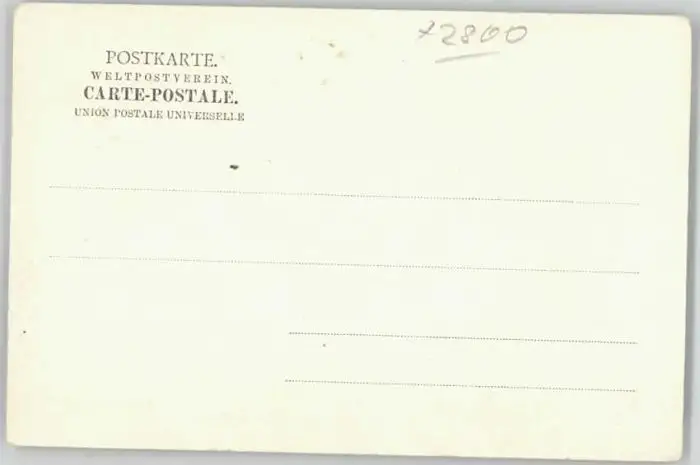 x2800
POSTKARTE.
WELTPOSTVEREIN.
CARTE-POSTALE.
UNION POSTALE UNIVERSELLE